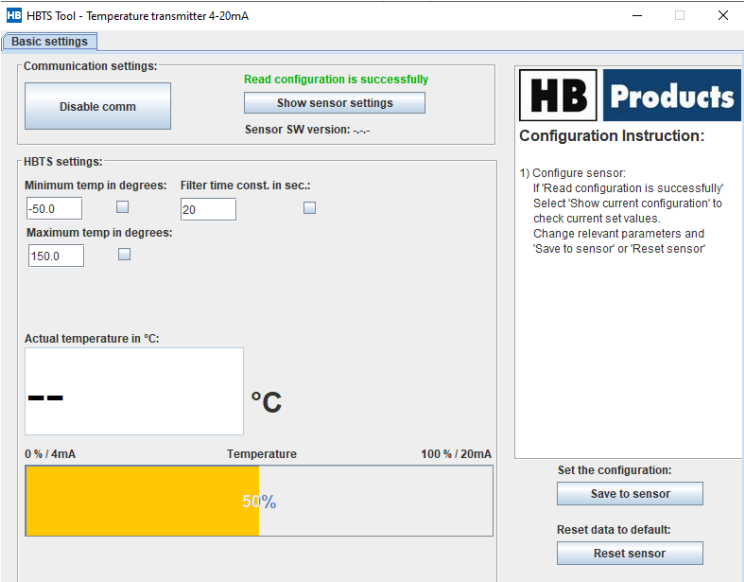 HB HBTS Tool - Temperature transmitter 4-20mA
Basic settings
Communication settings:
Disable comm
Read configuration is successfully
Show sensor settings
Sensor SW version: -.-.-
HBTS settings:
Minimum temp in degrees:
-50.0
Filter time const. in sec.:
20
Maximum temp in degrees:
150.0
Actual temperature in °C:
--
°C
0 % / 4mA
Temperature
100 % / 20mA
50%
HB Products
Configuration Instruction:
1) Configure sensor:
If 'Read configuration is successfully'
Select 'Show current configuration' to
check current set values.
Change relevant parameters and
'Save to sensor' or 'Reset sensor'
Set the configuration:
Save to sensor
Reset data to default:
Reset sensor